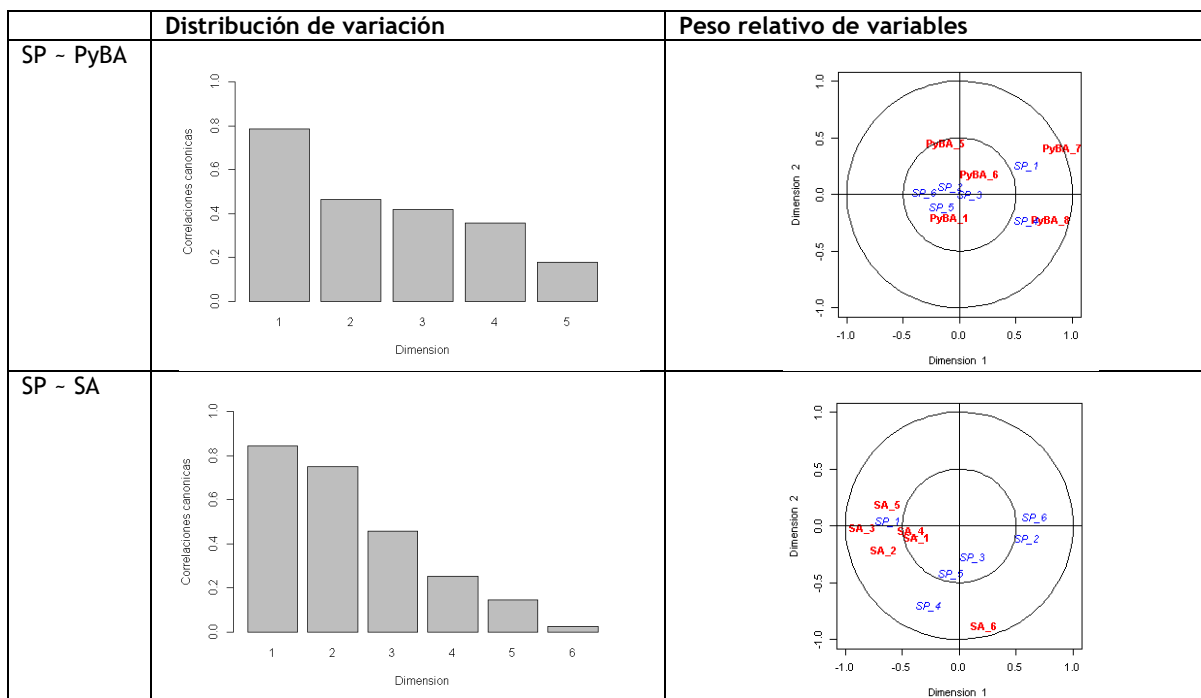 Distribución de variación
Peso relativo de variables
SP ~ PyBA
Correlaciones canonicas
0.0
0.2
0.4
0.6
0.8
1.0
1 2 3 4 5
Dimension
Dimension 2
-1.0
-0.5
0.0
0.5
1.0
PyBA_5
PyBA_7
SP_1
PyBA_6
SP_6
SP_2
SP_3
SP_5
PyBA_1
SP_4
PyBA_8
-1.0 -0.5 0.0 0.5 1.0
Dimension 1
SP ~ SA
Correlaciones canonicas
0.0
0.2
0.4
0.6
0.8
1.0
1 2 3 4 5 6
Dimension
Dimension 2
-1.0
-0.5
0.0
0.5
1.0
SA_5
SP_1
SA_3
SA_4
SA_1
SA_2
SP_6
SP_2
SP_3
SP_5
SP_4
SA_6
-1.0 -0.5 0.0 0.5 1.0
Dimension 1